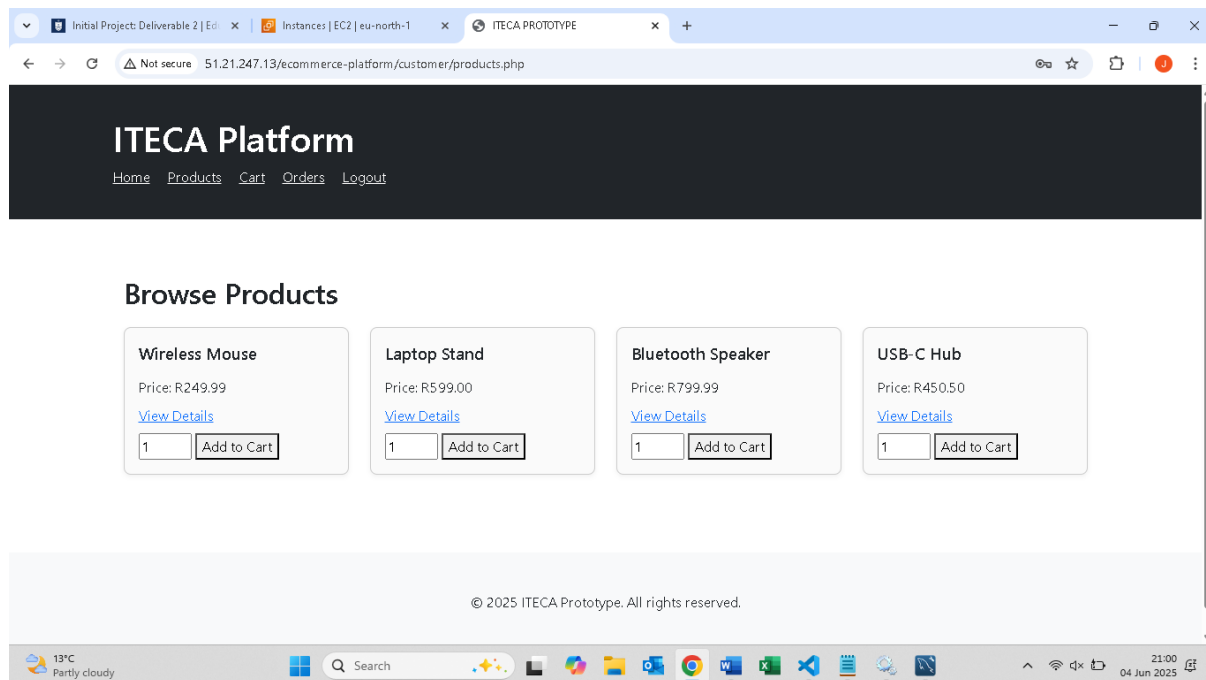 Initial Project: Deliverable 2 | Ed
Instances | EC2 | eu-north-1
ITECA PROTOTYPE
Not secure
51.21.247.13/ecommerce-platform/customer/products.php
J
ITECA Platform
Home Products Cart Orders Logout
Browse Products
Wireless Mouse
Price: R249.99
View Details
1 Add to Cart
Laptop Stand
Price: R599.00
View Details
1 Add to Cart
Bluetooth Speaker
Price: R799.99
View Details
1 Add to Cart
USB-C Hub
Price: R450.50
View Details
1 Add to Cart
© 2025 ITECA Prototype. All rights reserved.
13°C
Partly cloudy
Search
21:00
04 Jun 2025